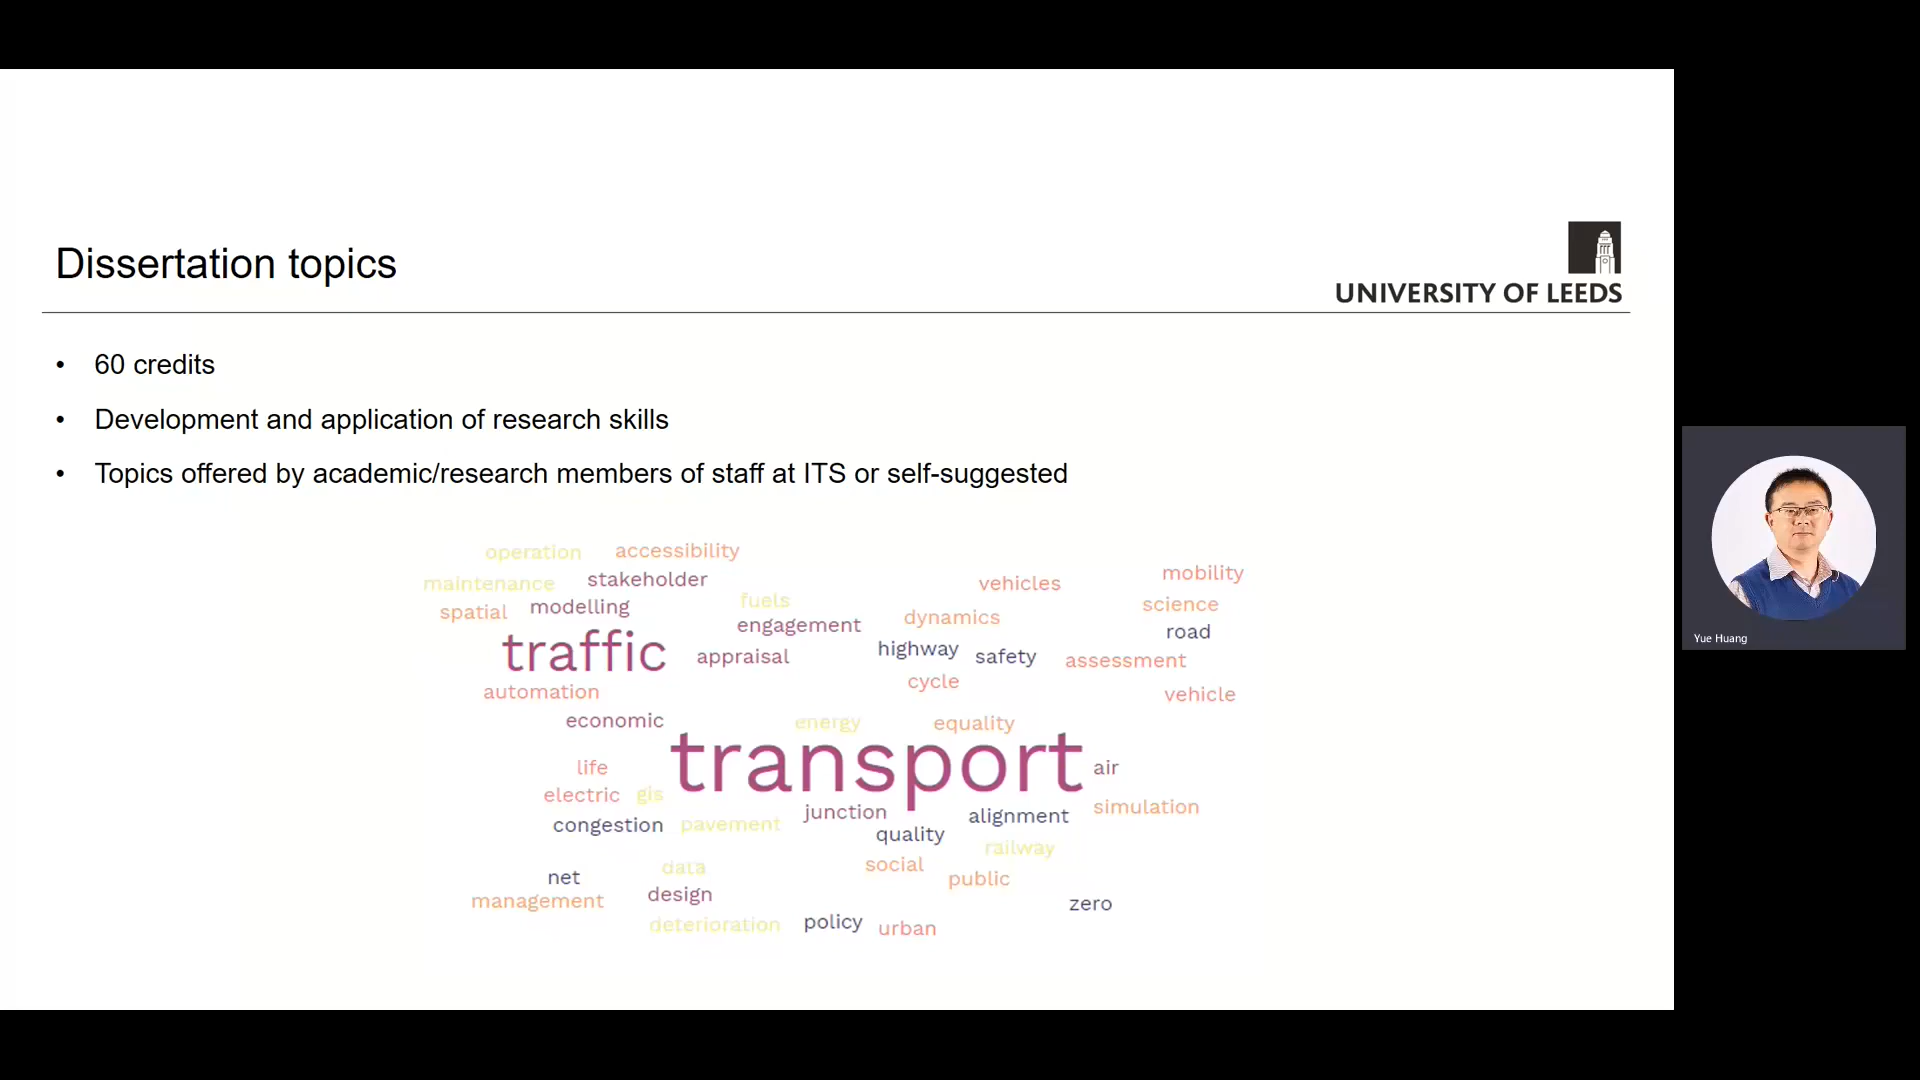 Dissertation topics
UNIVERSITY OF LEEDS
• 60 credits
• Development and application of research skills
• Topics offered by academic/research members of staff at ITS or self-suggested
operation accessibility
maintenance stakeholder vehicles mobility
spatial modelling fuels dynamics science
engagement road
traffic appraisal highway safety assessment
automation cycle vehicle
economic energy equality
life transport air
electric gis junction alignment simulation
congestion pavement quality railway
data social public
net design zero
management
deterioration policy urban
Yue Huang